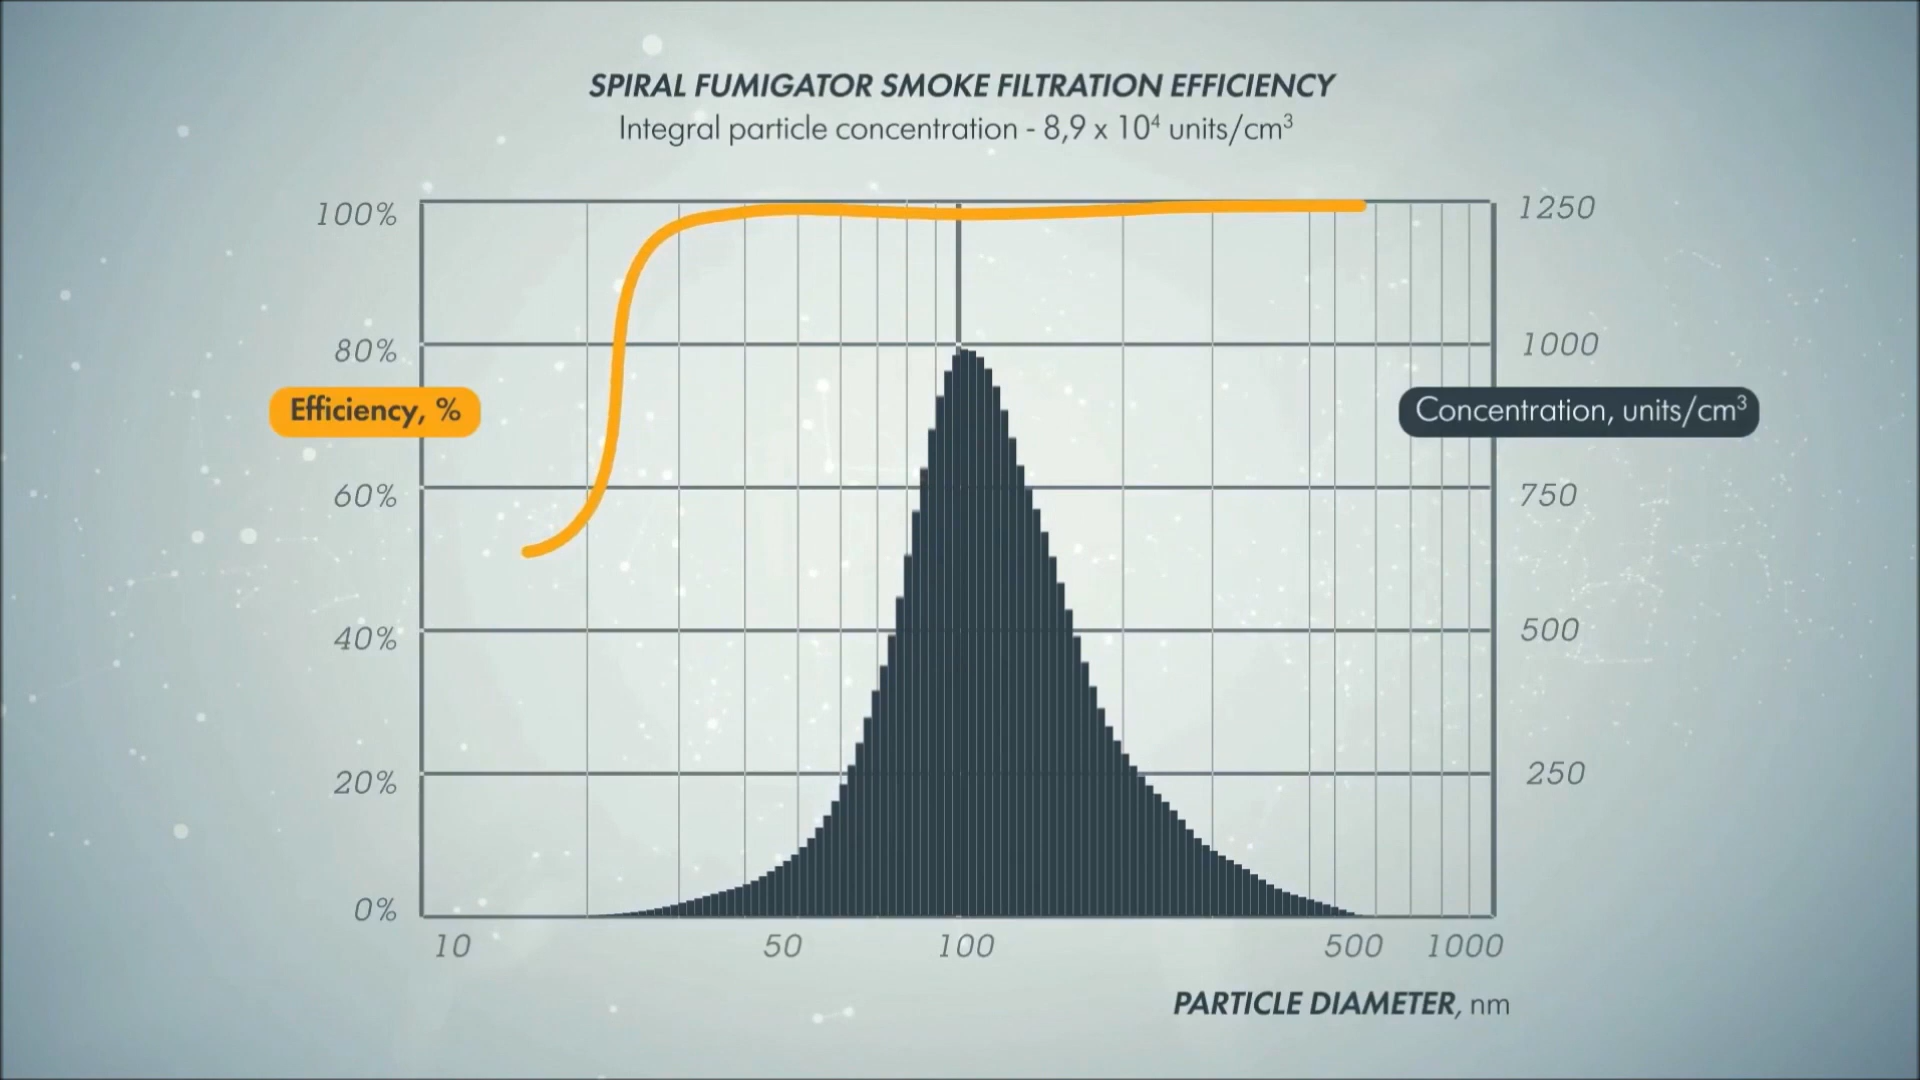 SPIRAL FUMIGATOR SMOKE FILTRATION EFFICIENCY
Integral particle concentration - 8,9 x 10⁴ units/cm³
100%
1250
80%
1000
Efficiency, %
Concentration, units/cm³
60%
750
40%
500
20%
250
0%
10 50 100 500 1000
PARTICLE DIAMETER, nm